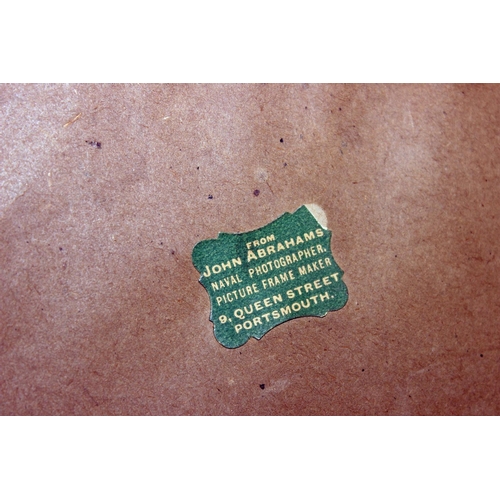 FROM
JOHN ABRAHAMS
NAVAL PHOTOGRAPHER.
PICTURE FRAME MAKER
9, QUEEN STREET
PORTSMOUTH.